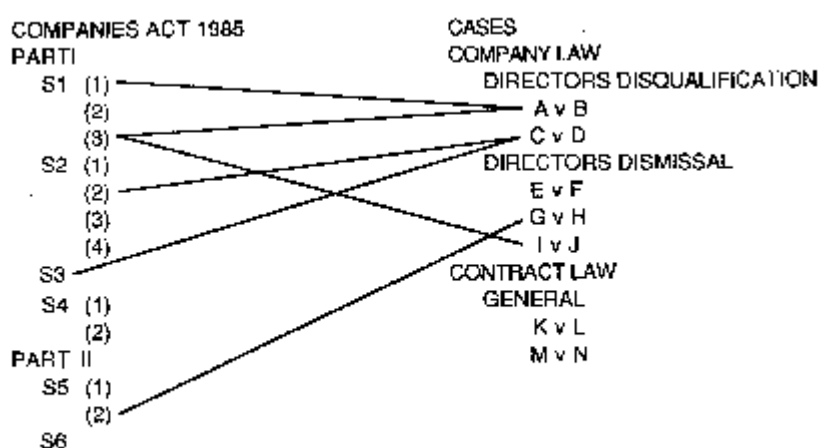 COMPANIES ACT 1985
PART I
S1 (1)
(2)
(3)
S2 (1)
(2)
(3)
(4)
S3
S4 (1)
(2)
PART II
S5 (1)
(2)
S6
CASES
COMPANY LAW
DIRECTORS DISQUALIFICATION
A v B
C v D
DIRECTORS DISMISSAL
E v F
G v H
I v J
CONTRACT LAW
GENERAL
K v L
M v N